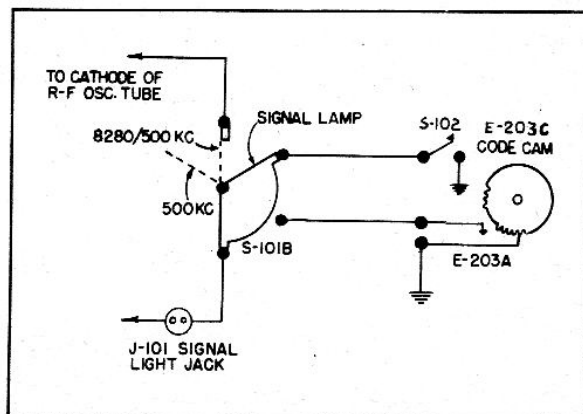 TO CATHODE OF
R-F OSC. TUBE
8280/500 KC
SIGNAL LAMP
S-102
E-203C
CODE CAM
500KC
S-101B
E-203A
J-101 SIGNAL
LIGHT JACK